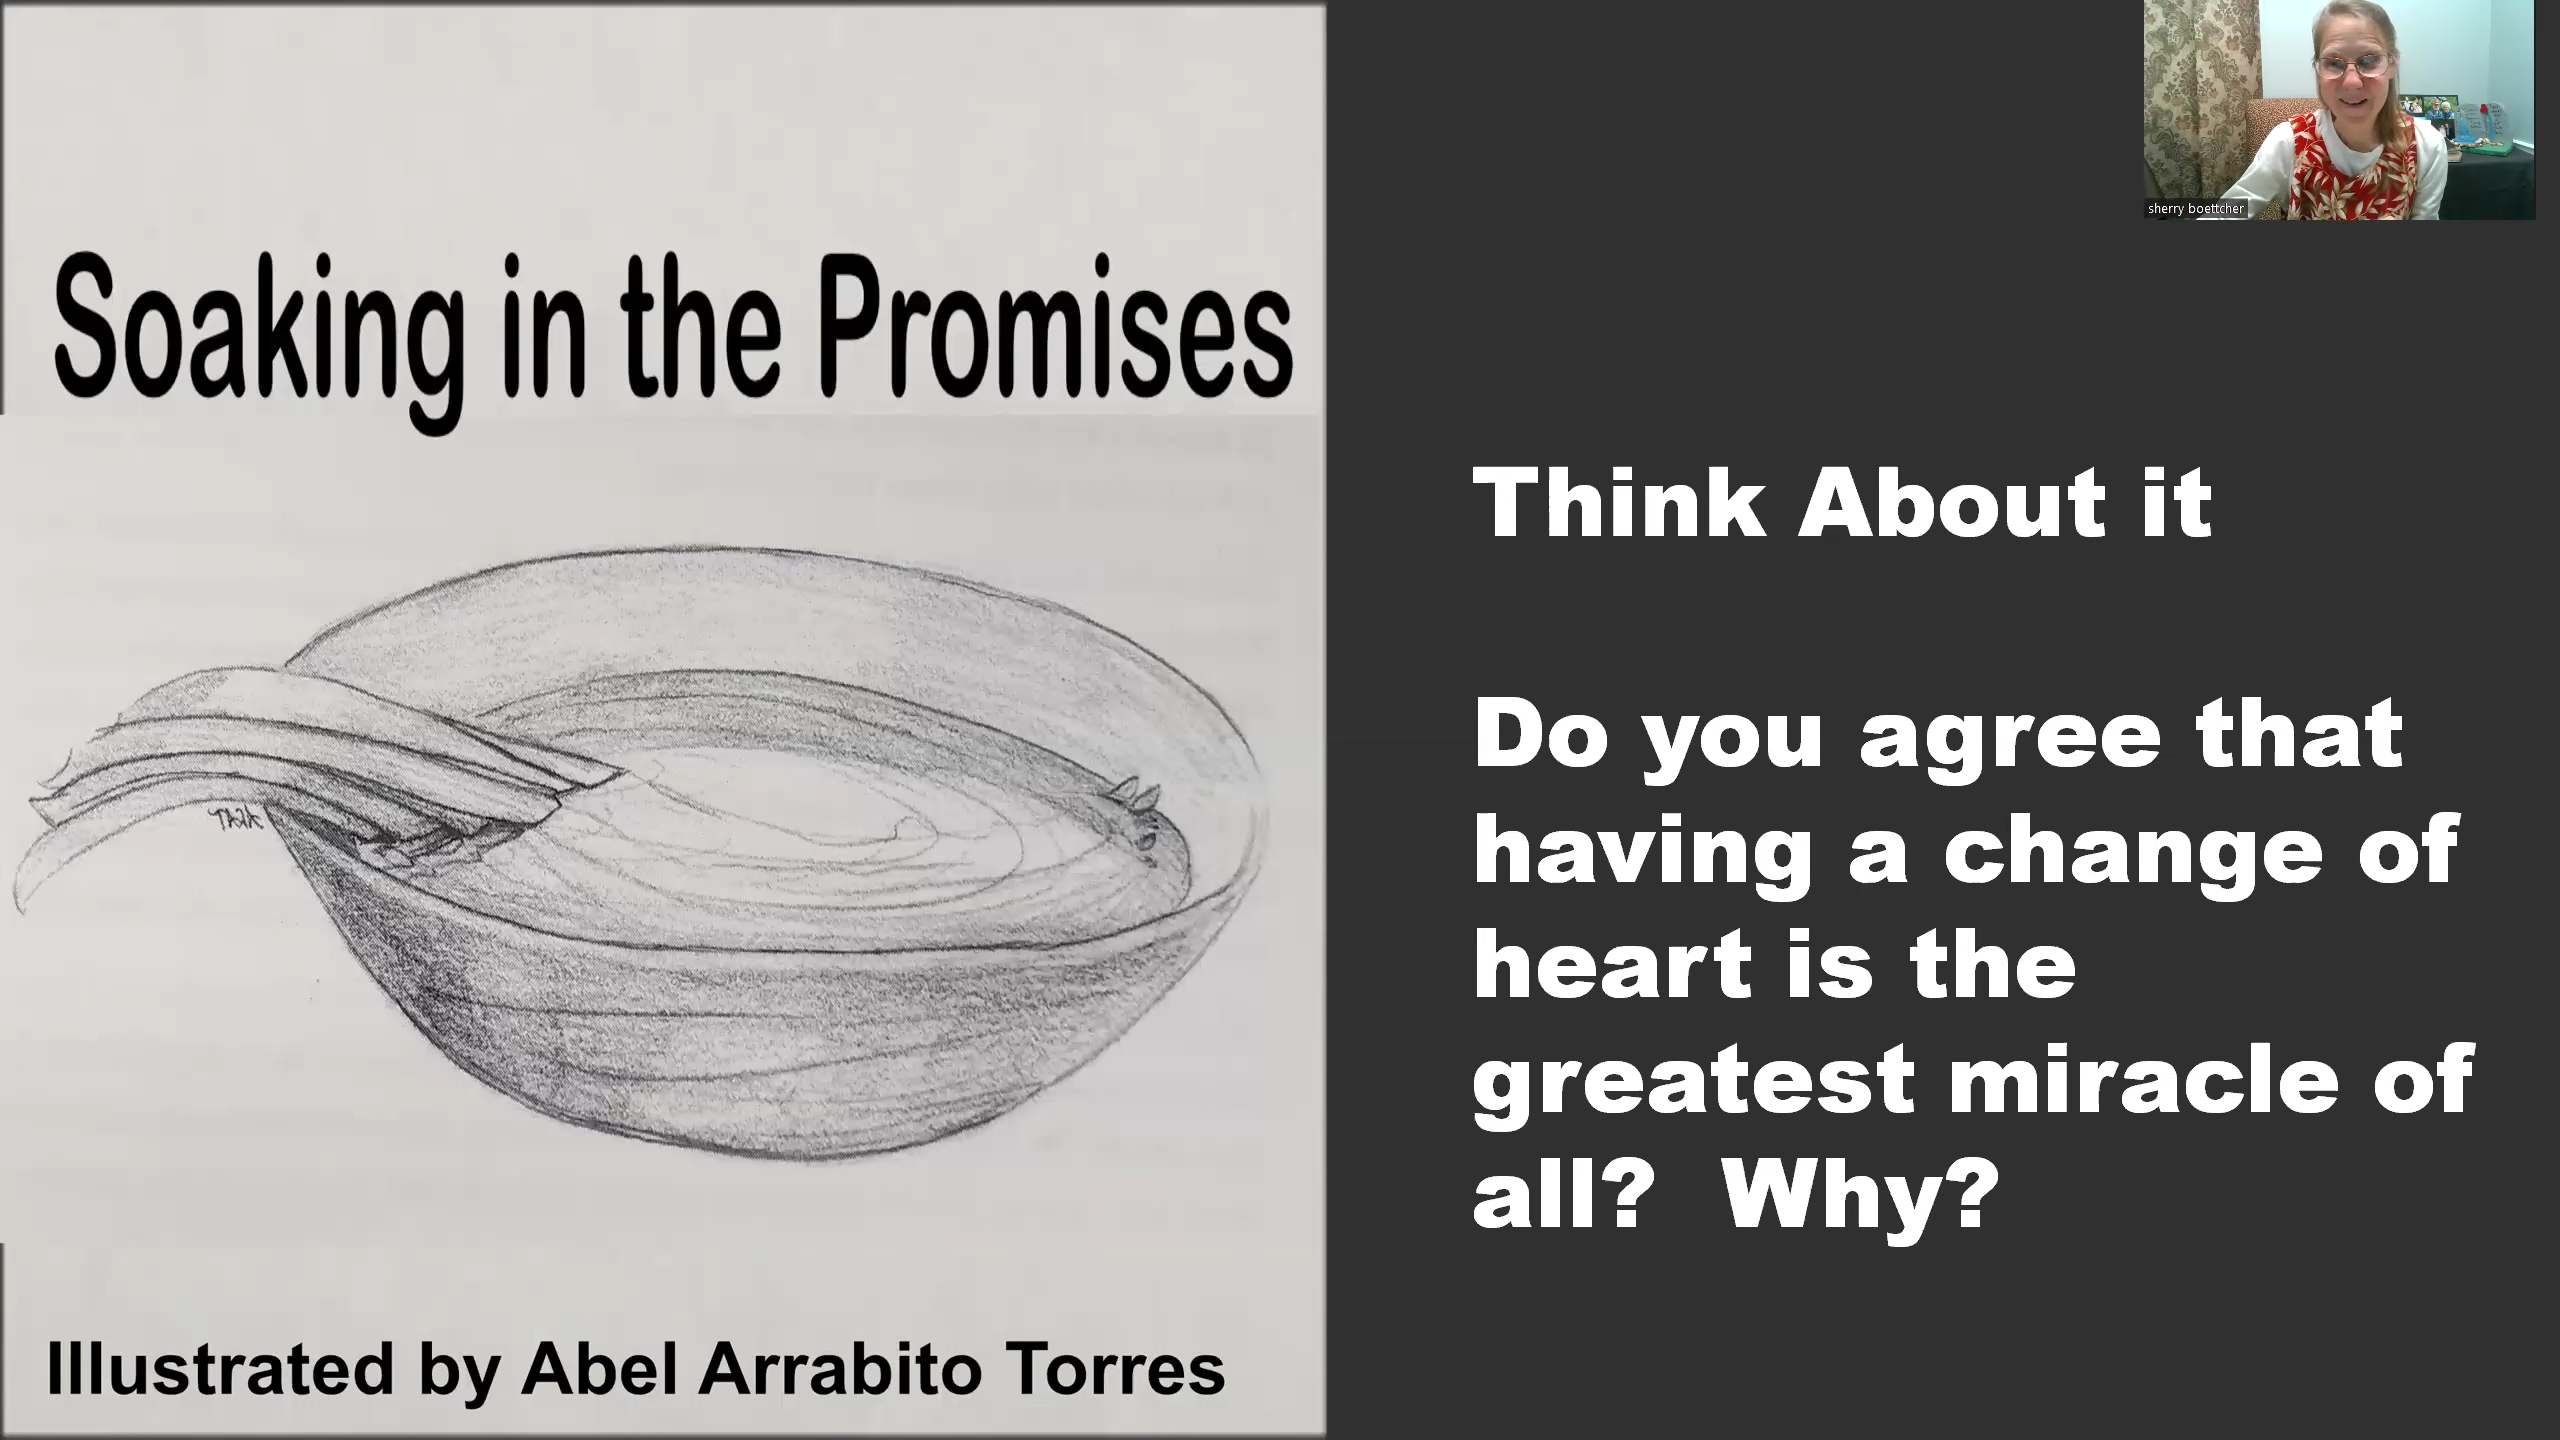 Soaking in the Promises
Illustrated by Abel Arrabito Torres
sherry boettcher
Think About it
Do you agree that
having a change of
heart is the
greatest miracle of
all?  Why?